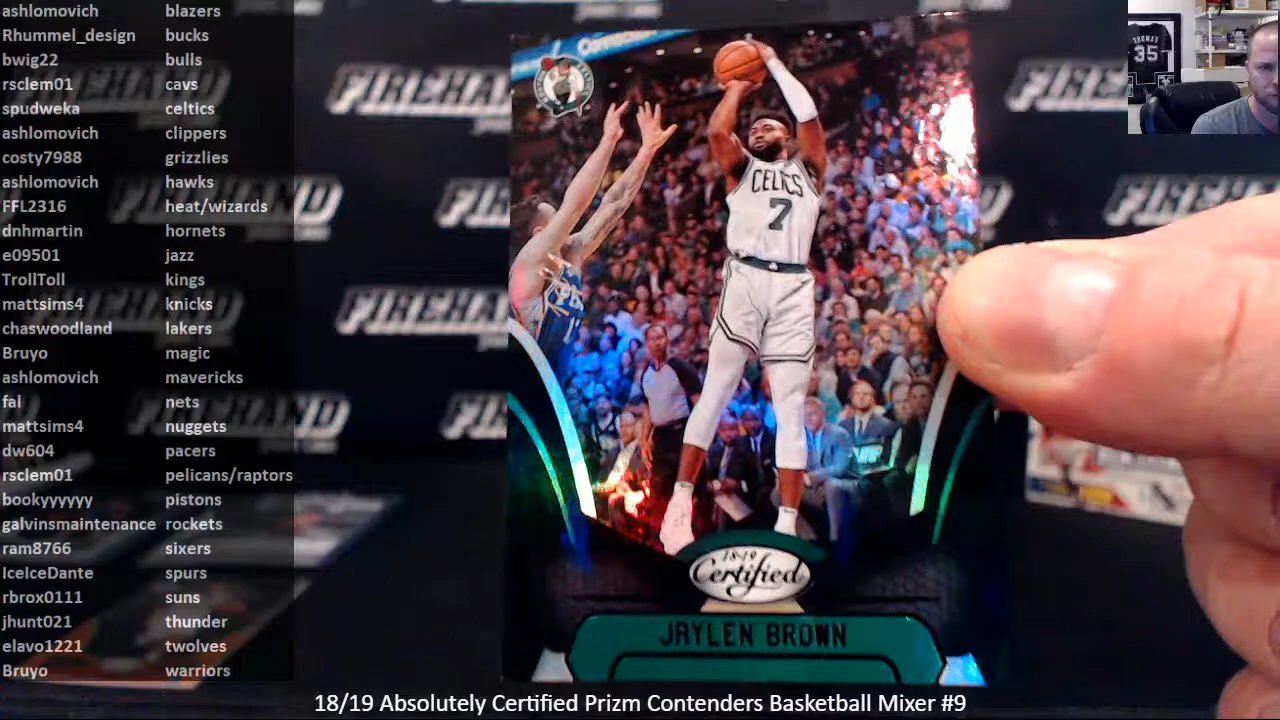 ashlomovich blazers
Rhummel_design bucks
bwig22 bulls
rsclem01 cavs
spudweka celtics
ashlomovich clippers
costy7988 grizzlies
ashlomovich hawks
FFL2316 heat/wizards
dnhmartin hornets
e09501 jazz
TrollToll kings
mattsims4 knicks
chaswoodland lakers
Bruyo magic
ashlomovich mavericks
fal nets
mattsims4 nuggets
dw604 pacers
rsclem01 pelicans/raptors
bookyyyyyy pistons
galvinsmaintenance rockets
ram8766 sixers
IceIceDante spurs
rbrox0111 suns
jhunt021 thunder
elavo1221 twolves
Bruyo warriors
FIREHAND
FIREHAND
FIREHAND
THOMAS
35
CELTICS
7
18-19
Certified
JAYLEN BROWN
18/19 Absolutely Certified Prizm Contenders Basketball Mixer #9